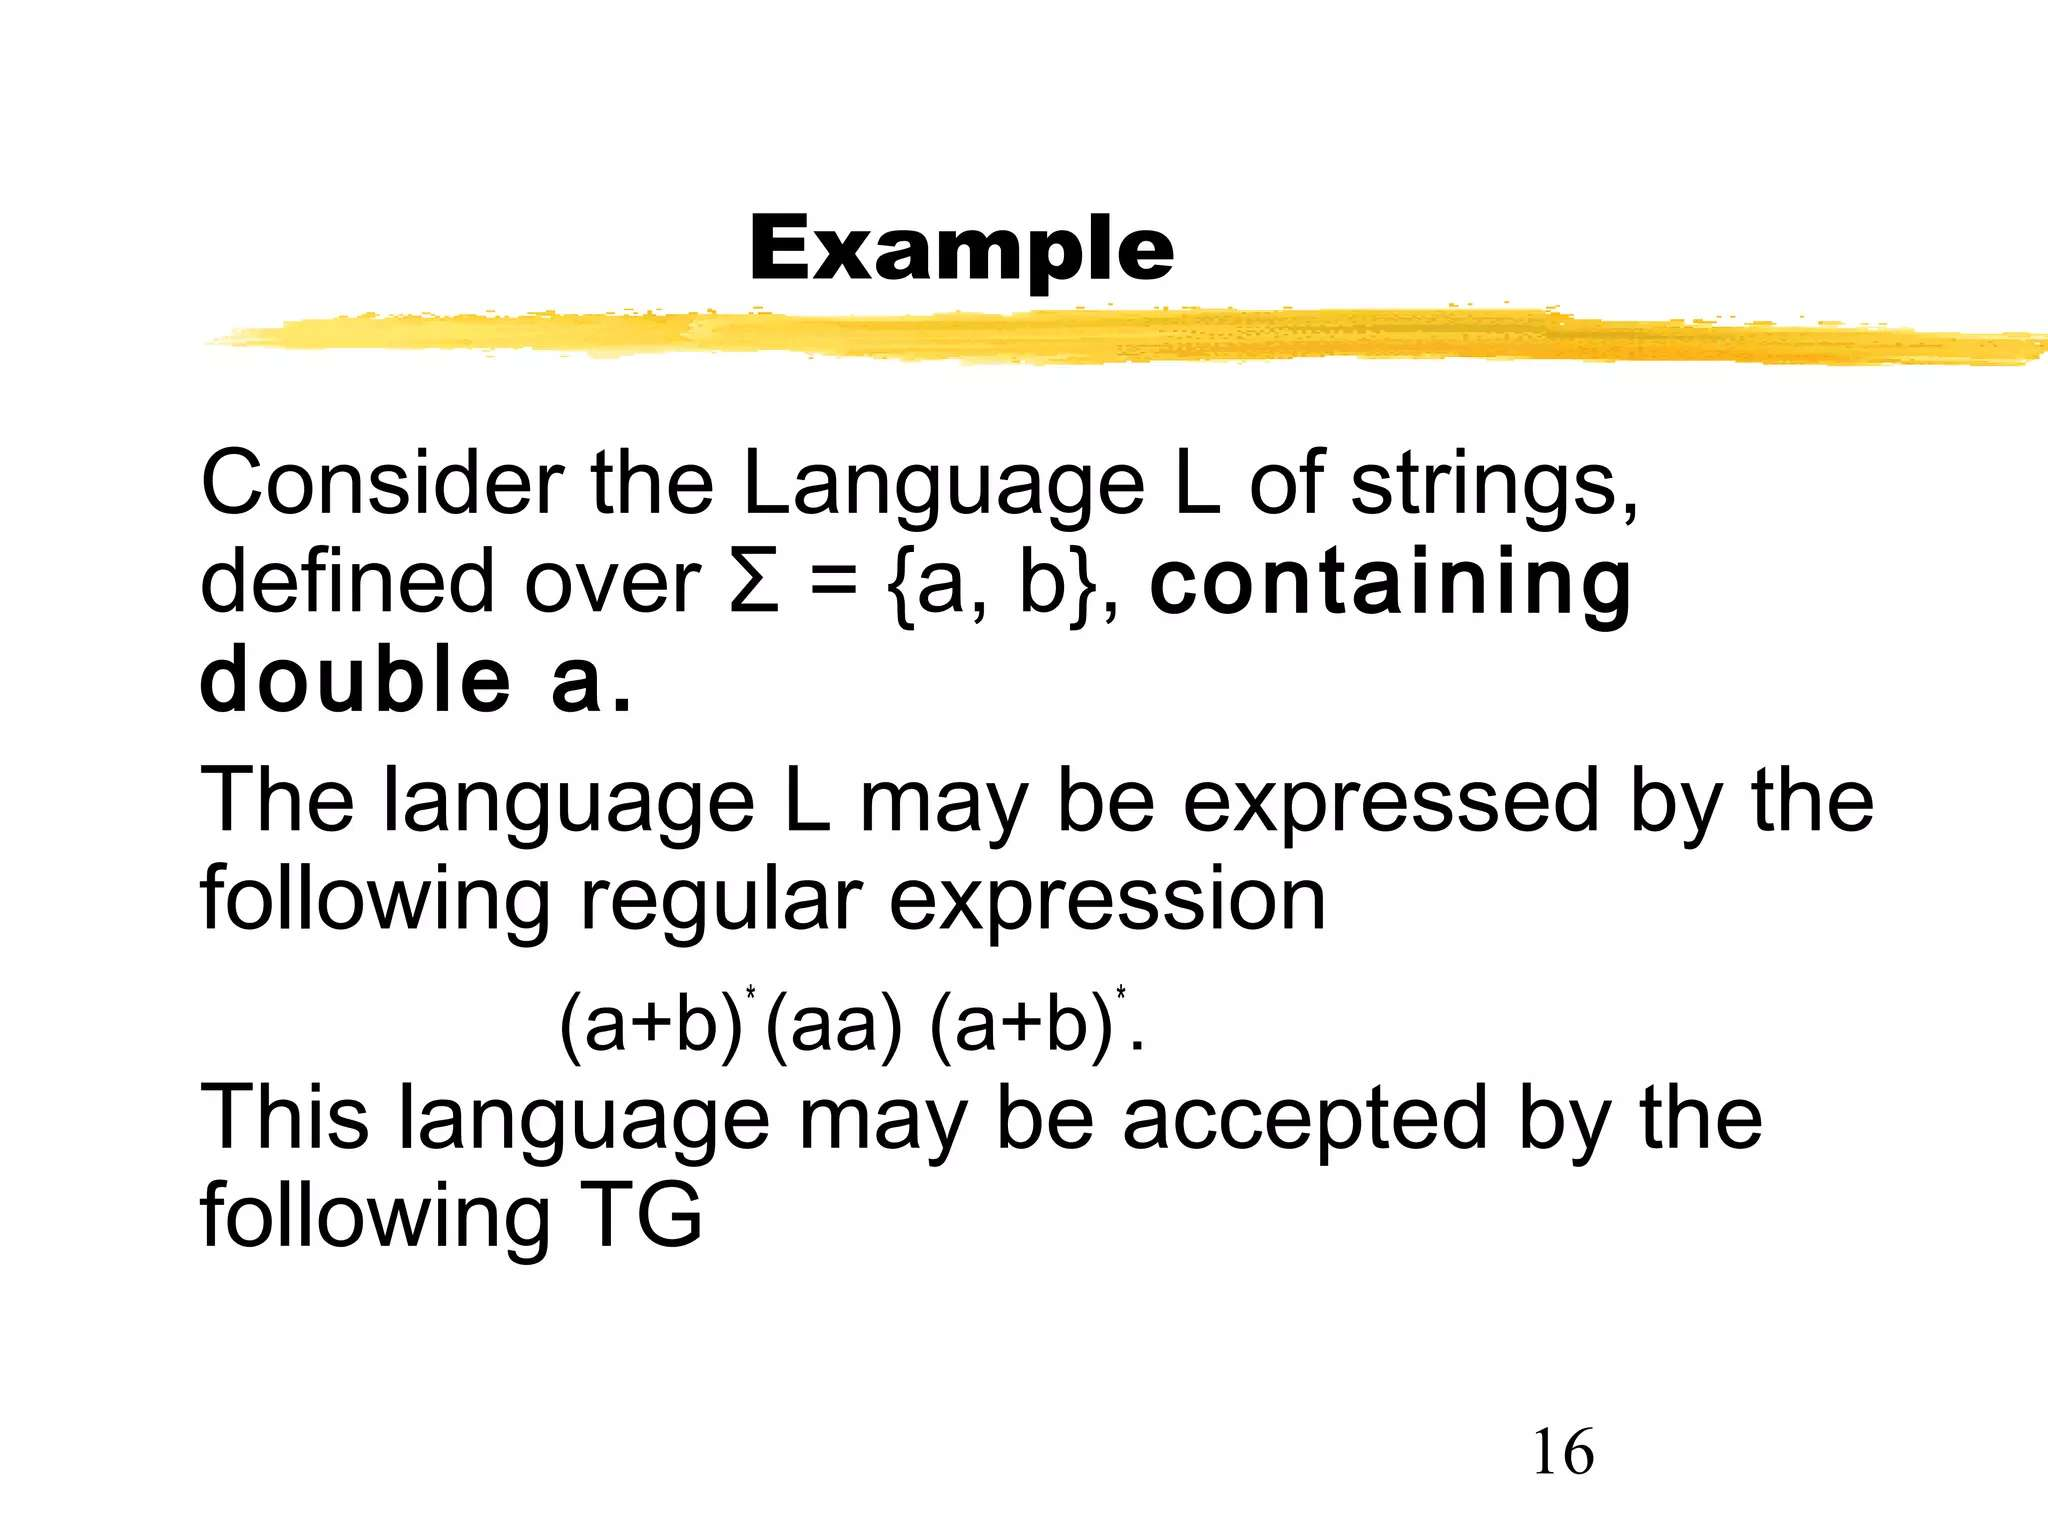 Example
Consider the Language L of strings,
defined over Σ = {a, b}, containing
double a.
The language L may be expressed by the
following regular expression
(a+b)*(aa) (a+b)*.
This language may be accepted by the
following TG
16